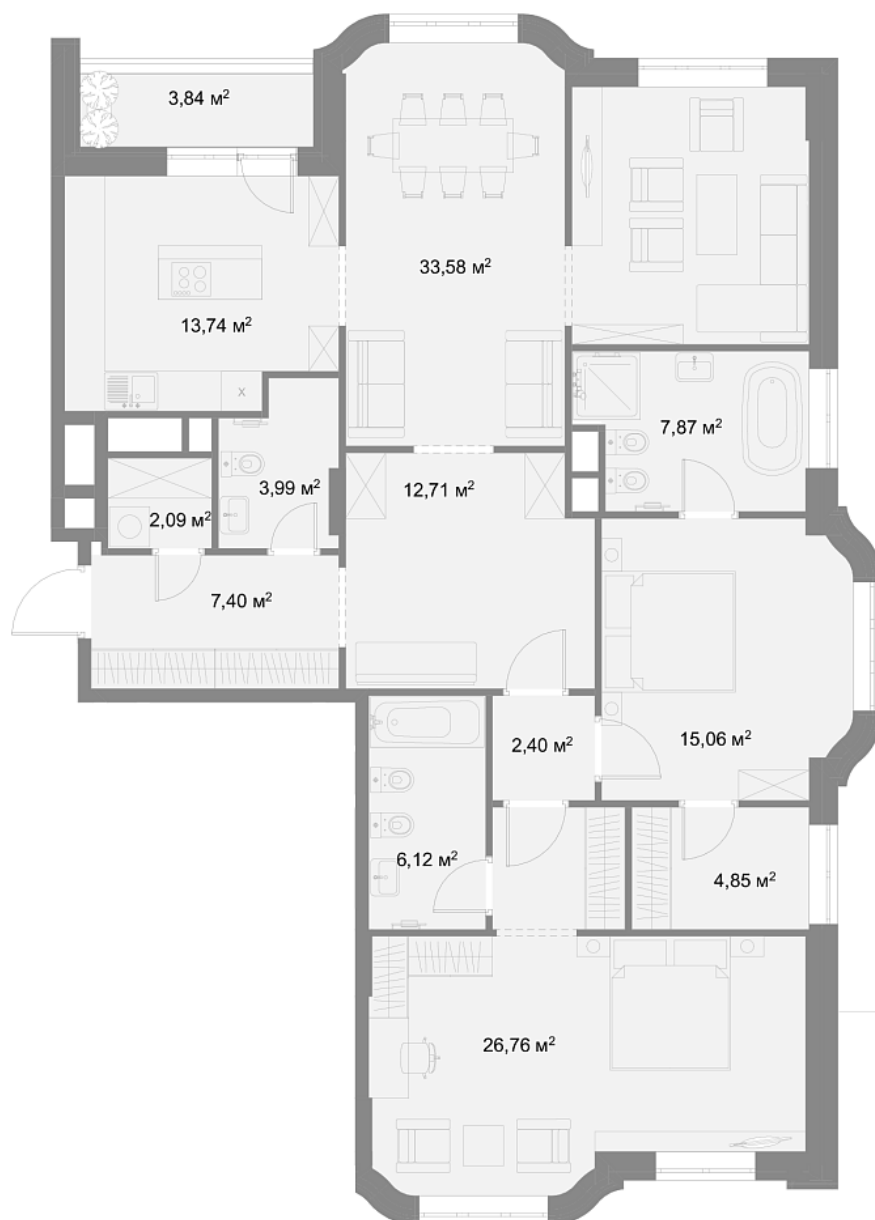 3,84 м²
33,58 м²
13,74 м²
7,87 м²
x
3,99 м²
12,71 м²
2,09 м²
7,40 м²
2,40 м²
15,06 м²
6,12 м²
4,85 м²
26,76 м²